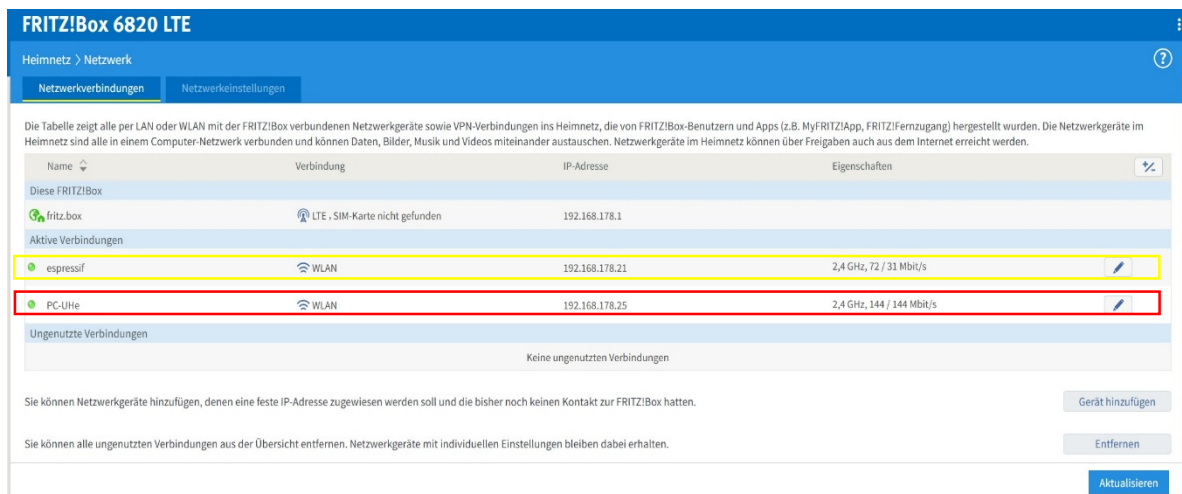 FRITZ!Box 6820 LTE
Heimnetz > Netzwerk
?
Netzwerkverbindungen Netzwerkeinstellungen
Die Tabelle zeigt alle per LAN oder WLAN mit der FRITZ!Box verbundenen Netzwerkgeräte sowie VPN-Verbindungen ins Heimnetz, die von FRITZ!Box-Benutzern und Apps (z.B. MyFRITZ!App, FRITZ!Fernzugang) hergestellt wurden. Die Netzwerkgeräte im
Heimnetz sind alle in einem Computer-Netzwerk verbunden und können Daten, Bilder, Musik und Videos miteinander austauschen. Netzwerkgeräte im Heimnetz können über Freigaben auch aus dem Internet erreicht werden.
Name Verbindung IP-Adresse Eigenschaften
Diese FRITZ!Box
fritz.box LTE , SIM-Karte nicht gefunden 192.168.178.1
Aktive Verbindungen
espressif WLAN 192.168.178.21 2,4 GHz, 72 / 31 Mbit/s
PC-UHe WLAN 192.168.178.25 2,4 GHz, 144 / 144 Mbit/s
Ungenutzte Verbindungen
Keine ungenutzten Verbindungen
Sie können Netzwerkgeräte hinzufügen, denen eine feste IP-Adresse zugewiesen werden soll und die bisher noch keinen Kontakt zur FRITZ!Box hatten. Gerät hinzufügen
Sie können alle ungenutzten Verbindungen aus der Übersicht entfernen. Netzwerkgeräte mit individuellen Einstellungen bleiben dabei erhalten. Entfernen
Aktualisieren